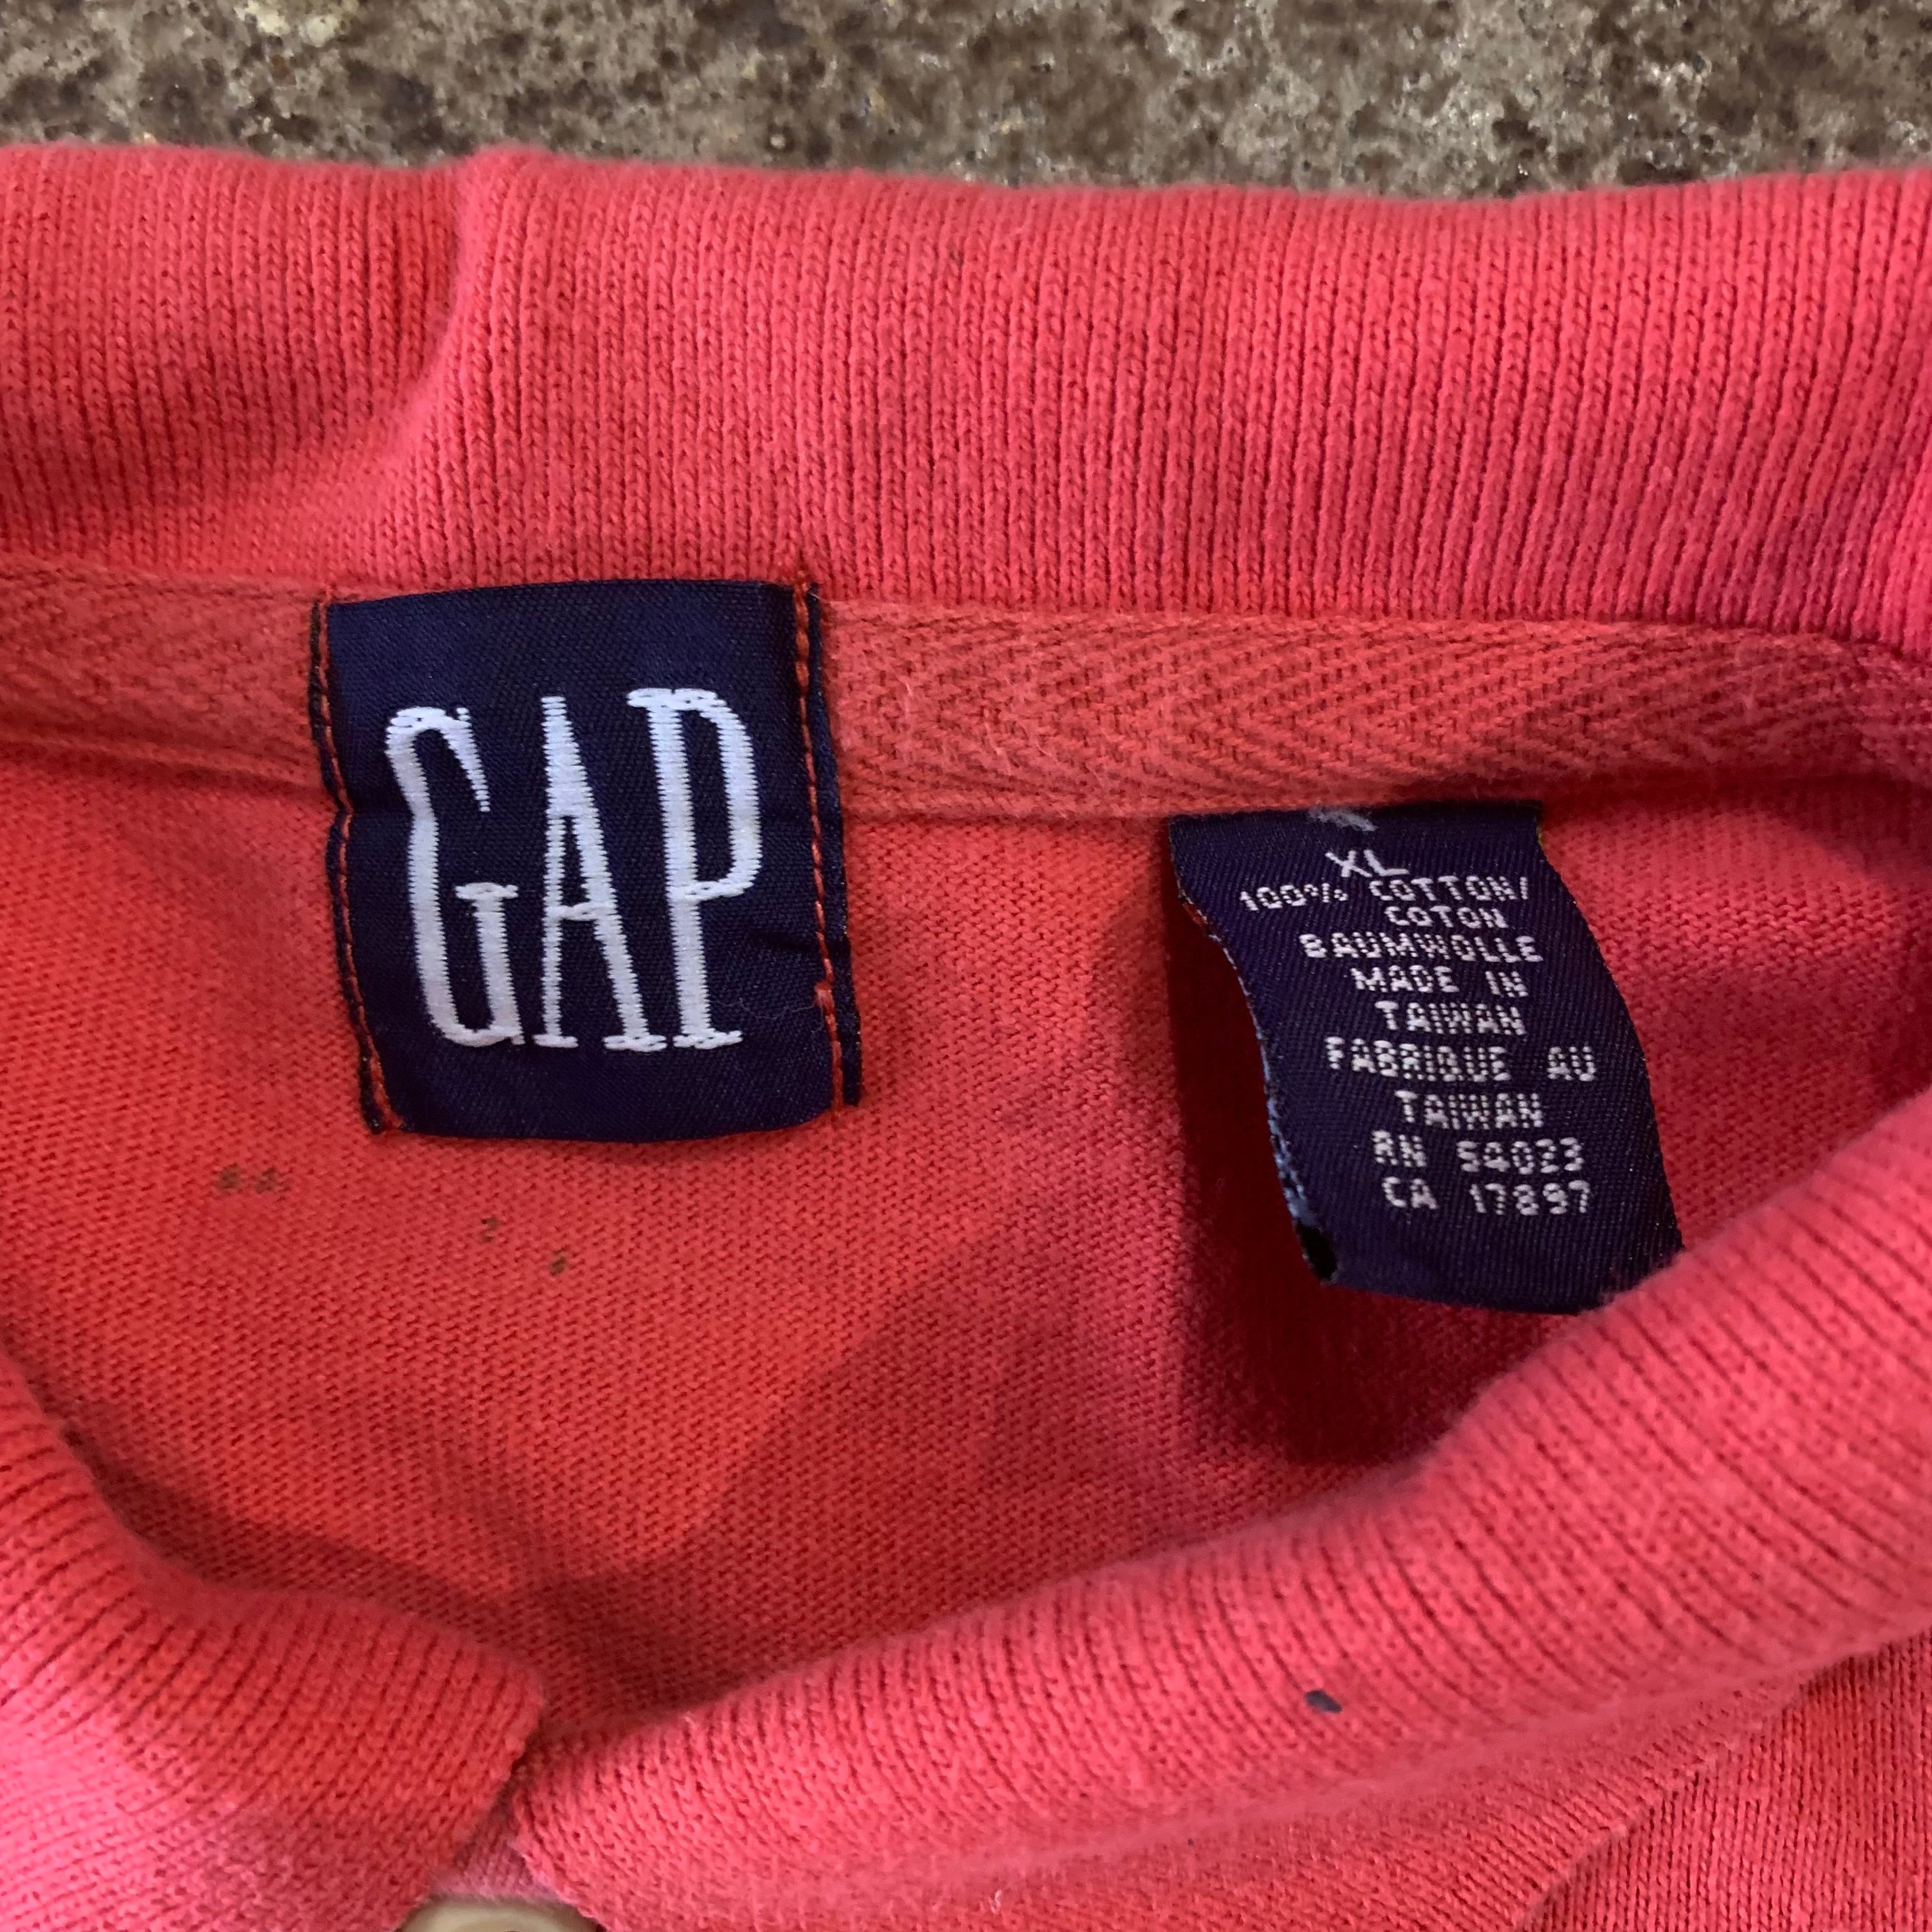 GAP
XL
100% COTTON/
COTON
BAUMWOLLE
MADE IN
TAIWAN
FABRIQUE AU
TAIWAN
RN 54023
CA 17897